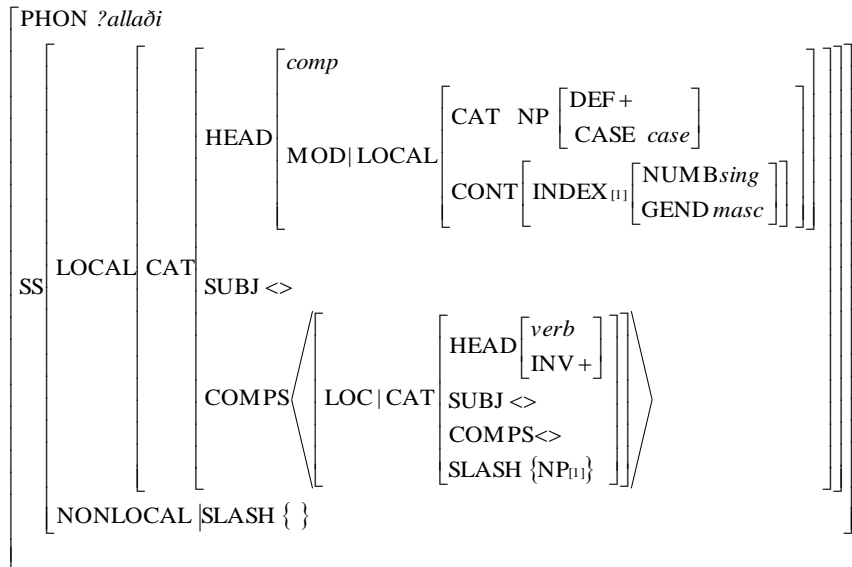 PHON ?allaði
comp
CAT NP [DEF +
CASE case]
HEAD
MOD| LOCAL
CONT [INDEX [1] [NUMB sing
GEND masc]]
LOCAL [CAT
SS
SUBJ <>
HEAD [verb
INV +]
COMPS < [LOC | CAT
SUBJ <>
COMPS<>
SLASH {NP[1]}
NONLOCAL |SLASH { }